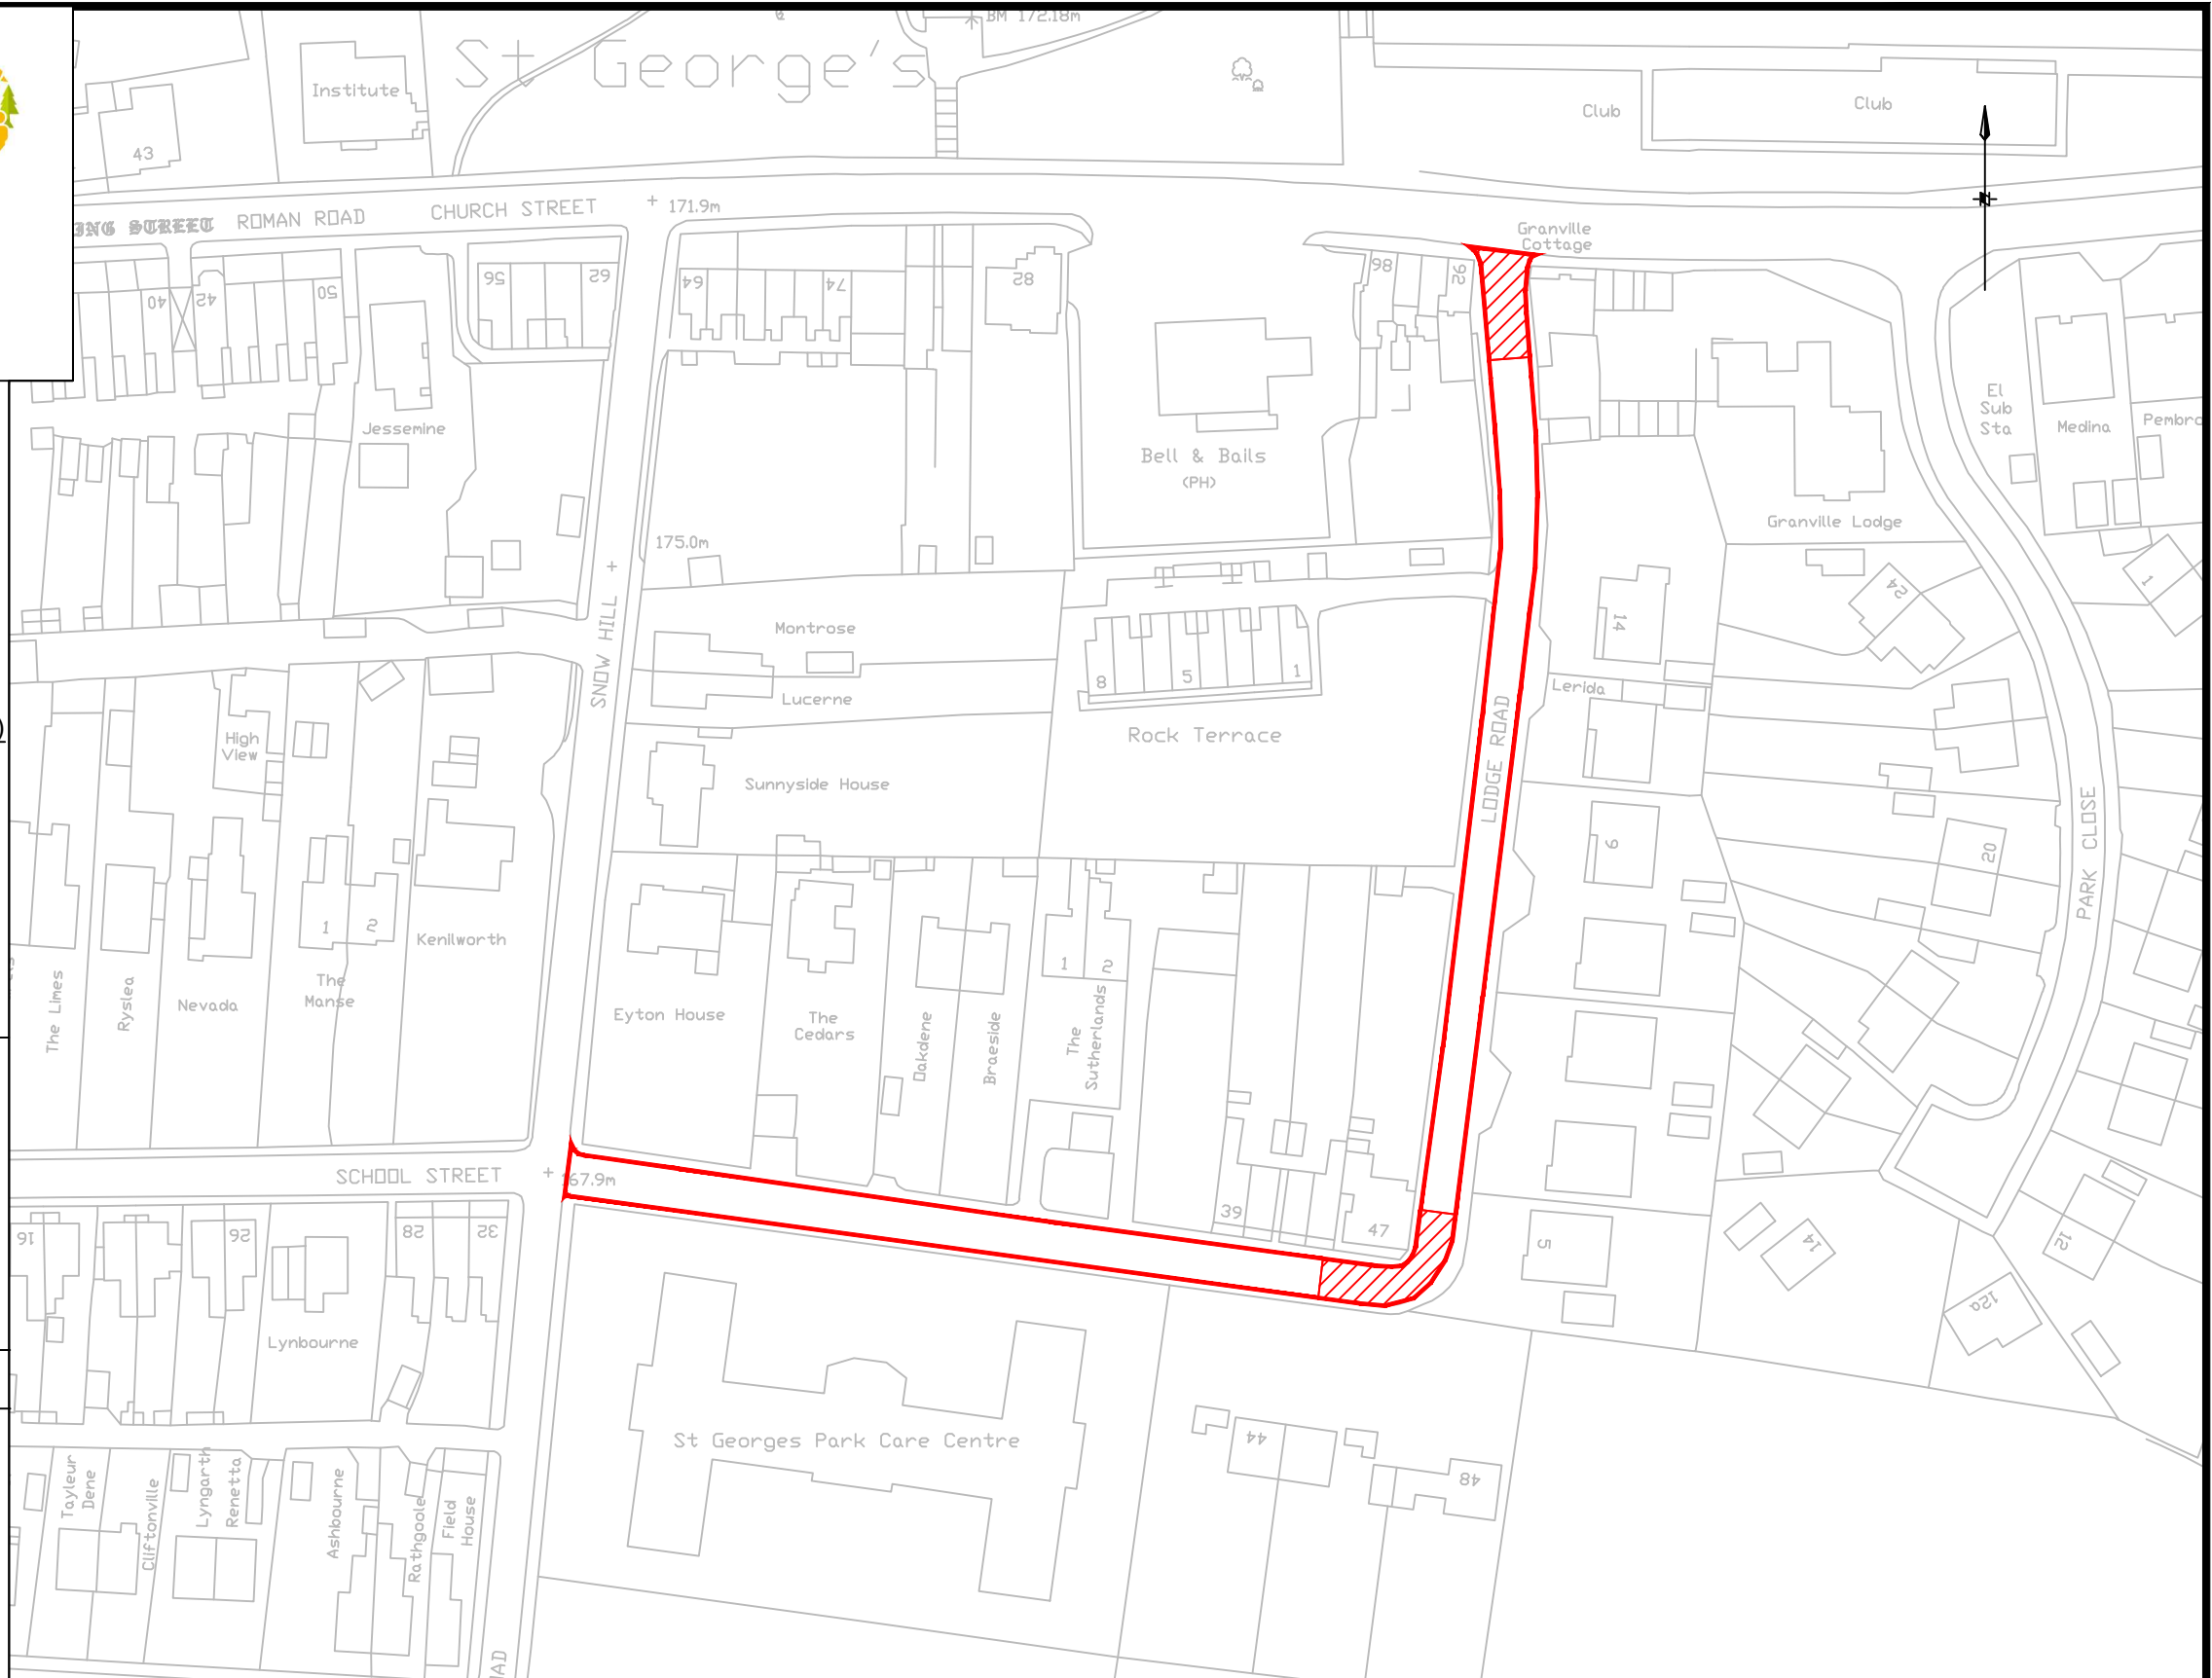 BM 172.18m
St George's
Institute
Club
Club
43
STREET
ROMAN ROAD
CHURCH STREET
171.9m
Granville
Cottage
40
42
50
56
62
64
74
82
86
92
Jessemine
Bell & Bails
(PH)
El
Sub
Sta
Medina
Granville Lodge
175.0m
1
24
14
SNOW HILL
Montrose
Lucerne
8
5
1
Lerida
Rock Terrace
LODGE ROAD
High
View
Sunnyside House
9
20
PARK CLOSE
1
2
Kenilworth
The
Manse
The Limes
Ryslea
Nevada
Eyton House
The
Cedars
Oakdene
Braeside
1
2
The
Sutherlands
SCHOOL STREET
67.9m
39
47
5
14
12
12a
16
26
28
32
Lynbourne
St Georges Park Care Centre
44
48
Tayleur
Dene
Cliftonville
Lyngarth
Renetta
Ashbourne
Rathgoole
Field
House